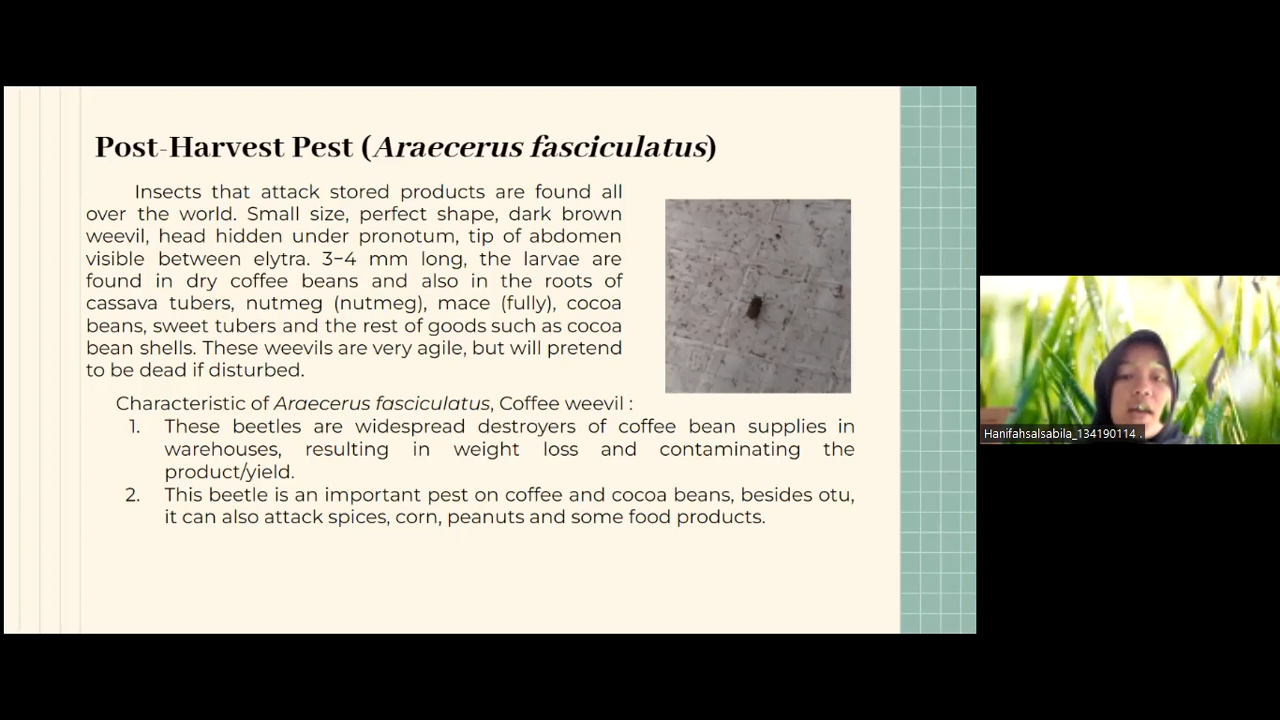 Post-Harvest Pest (Araecerus fasciculatus)
Insects that attack stored products are found all
over the world. Small size, perfect shape, dark brown
weevil, head hidden under pronotum, tip of abdomen
visible between elytra. 3–4 mm long, the larvae are
found in dry coffee beans and also in the roots of
cassava tubers, nutmeg (nutmeg), mace (fully), cocoa
beans, sweet tubers and the rest of goods such as cocoa
bean shells. These weevils are very agile, but will pretend
to be dead if disturbed.
Characteristic of Araecerus fasciculatus, Coffee weevil :
1. These beetles are widespread destroyers of coffee bean supplies in
warehouses, resulting in weight loss and contaminating the
product/yield.
2. This beetle is an important pest on coffee and cocoa beans, besides otu,
it can also attack spices, corn, peanuts and some food products.
Hanifahsalsabila_134190114 .